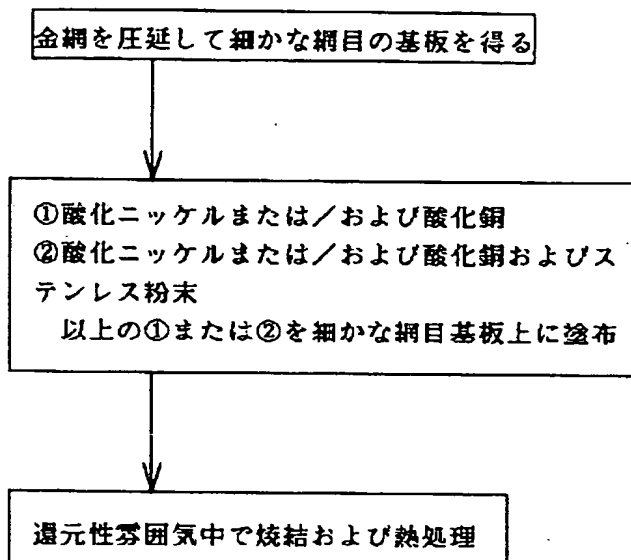 金網を圧延して細かな網目の基板を得る
①酸化ニッケルまたは／および酸化銅
②酸化ニッケルまたは／および酸化銅およびス
テンレス粉末
以上の①または②を細かな網目基板上に塗布
還元性雰囲気中で焼結および熱処理